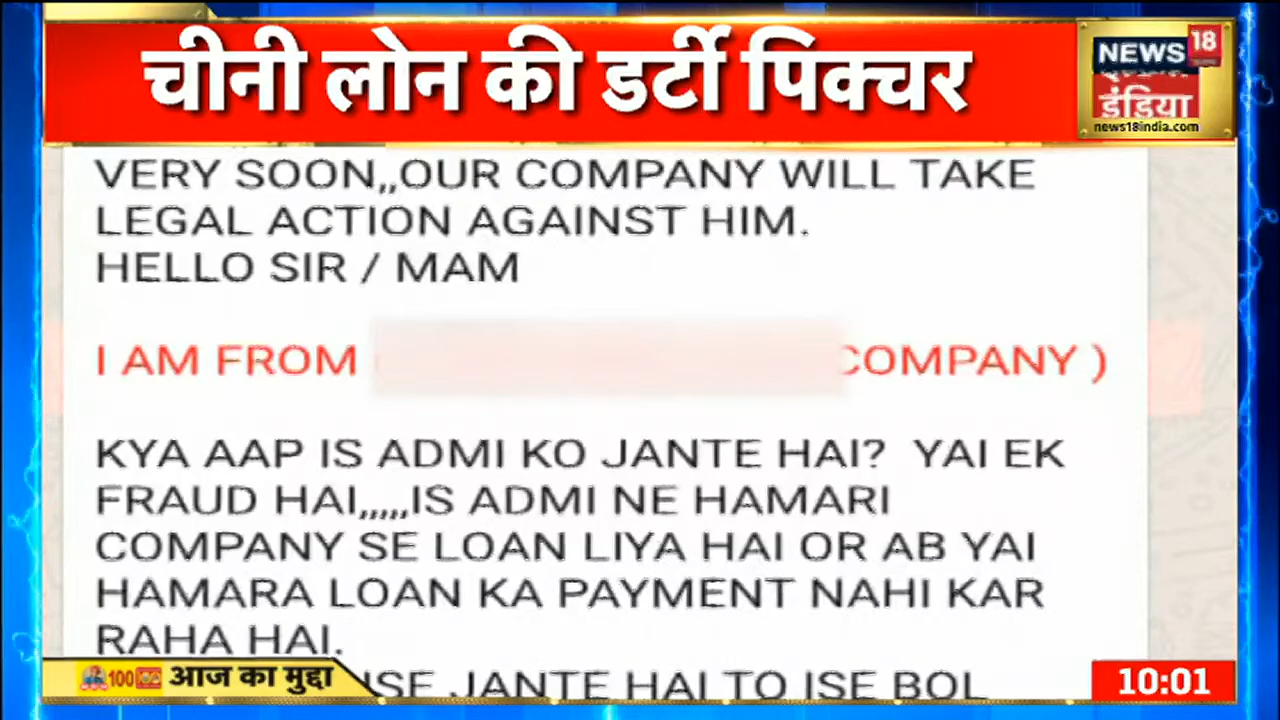 चीनी लोन की डर्टी पिक्चर
NEWS 18
इंडिया
news18india.com
VERY SOON,,OUR COMPANY WILL TAKE
LEGAL ACTION AGAINST HIM.
HELLO SIR / MAM
I AM FROM COMPANY )
KYA AAP IS ADMI KO JANTE HAI? YAI EK
FRAUD HAI,,,,,IS ADMI NE HAMARI
COMPANY SE LOAN LIYA HAI OR AB YAI
HAMARA LOAN KA PAYMENT NAHI KAR
RAHA HAI.
ISE JANTE HAI TO ISE BOL
100 आज का मुद्दा
10:01